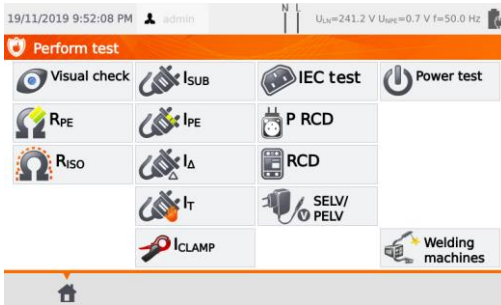 19/11/2019 9:52:08 PM admin N L ULN=241.2 V UNPE=0.7 V f=50.0 Hz
Perform test
Visual check ISUB IEC test Power test
RPE IPE P RCD
RISO I∆ RCD
IT SELV/
V PELV
ICLAMP Welding
machines